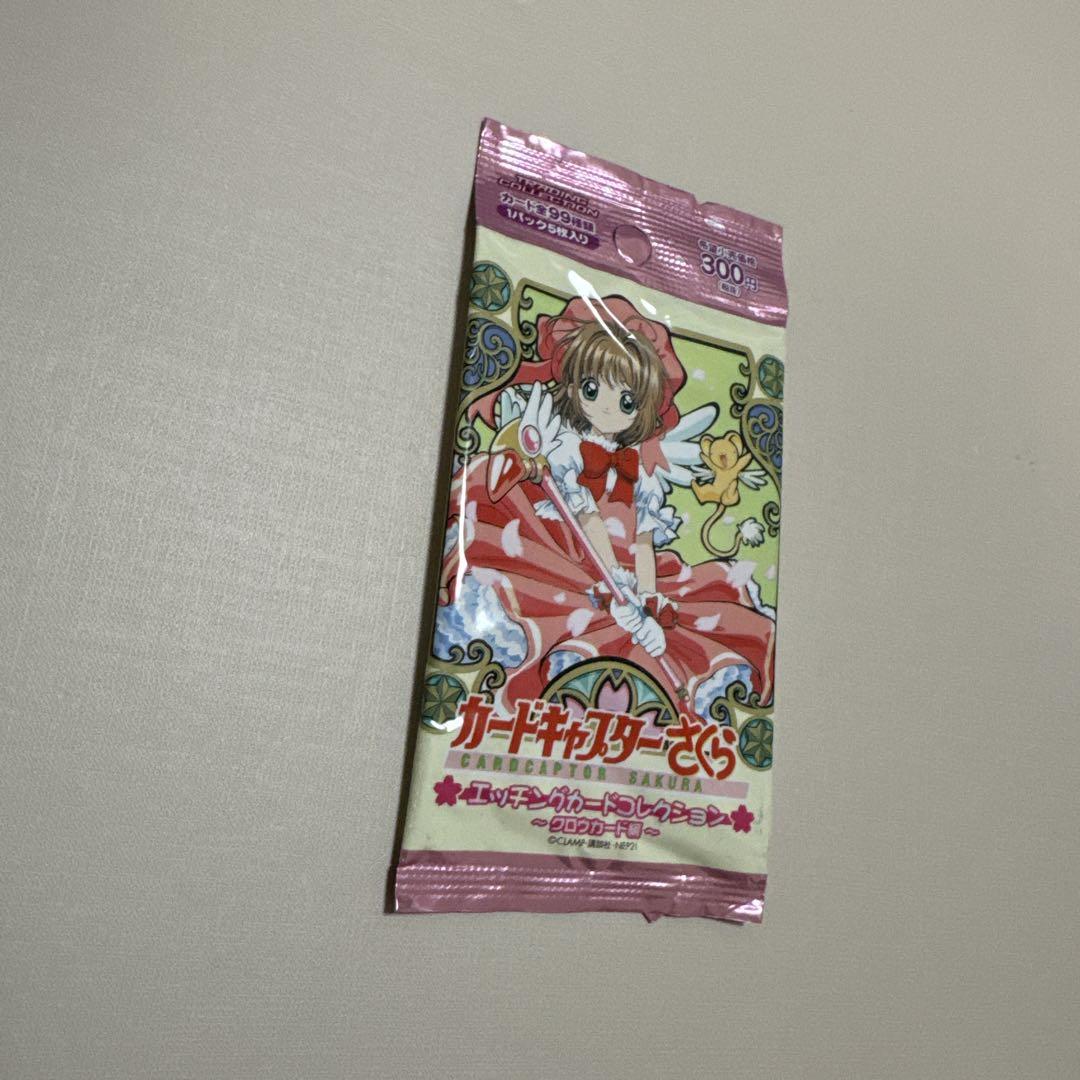 TRADING
COLLECTION
カード全99種類
1パック5枚入り
希望小売価格
300円
(税抜)
カードキャプターさくら
CARDCAPTOR SAKURA
エッチングカードコレクション
～クロウカード編～
©CLAMP・講談社・NEP21